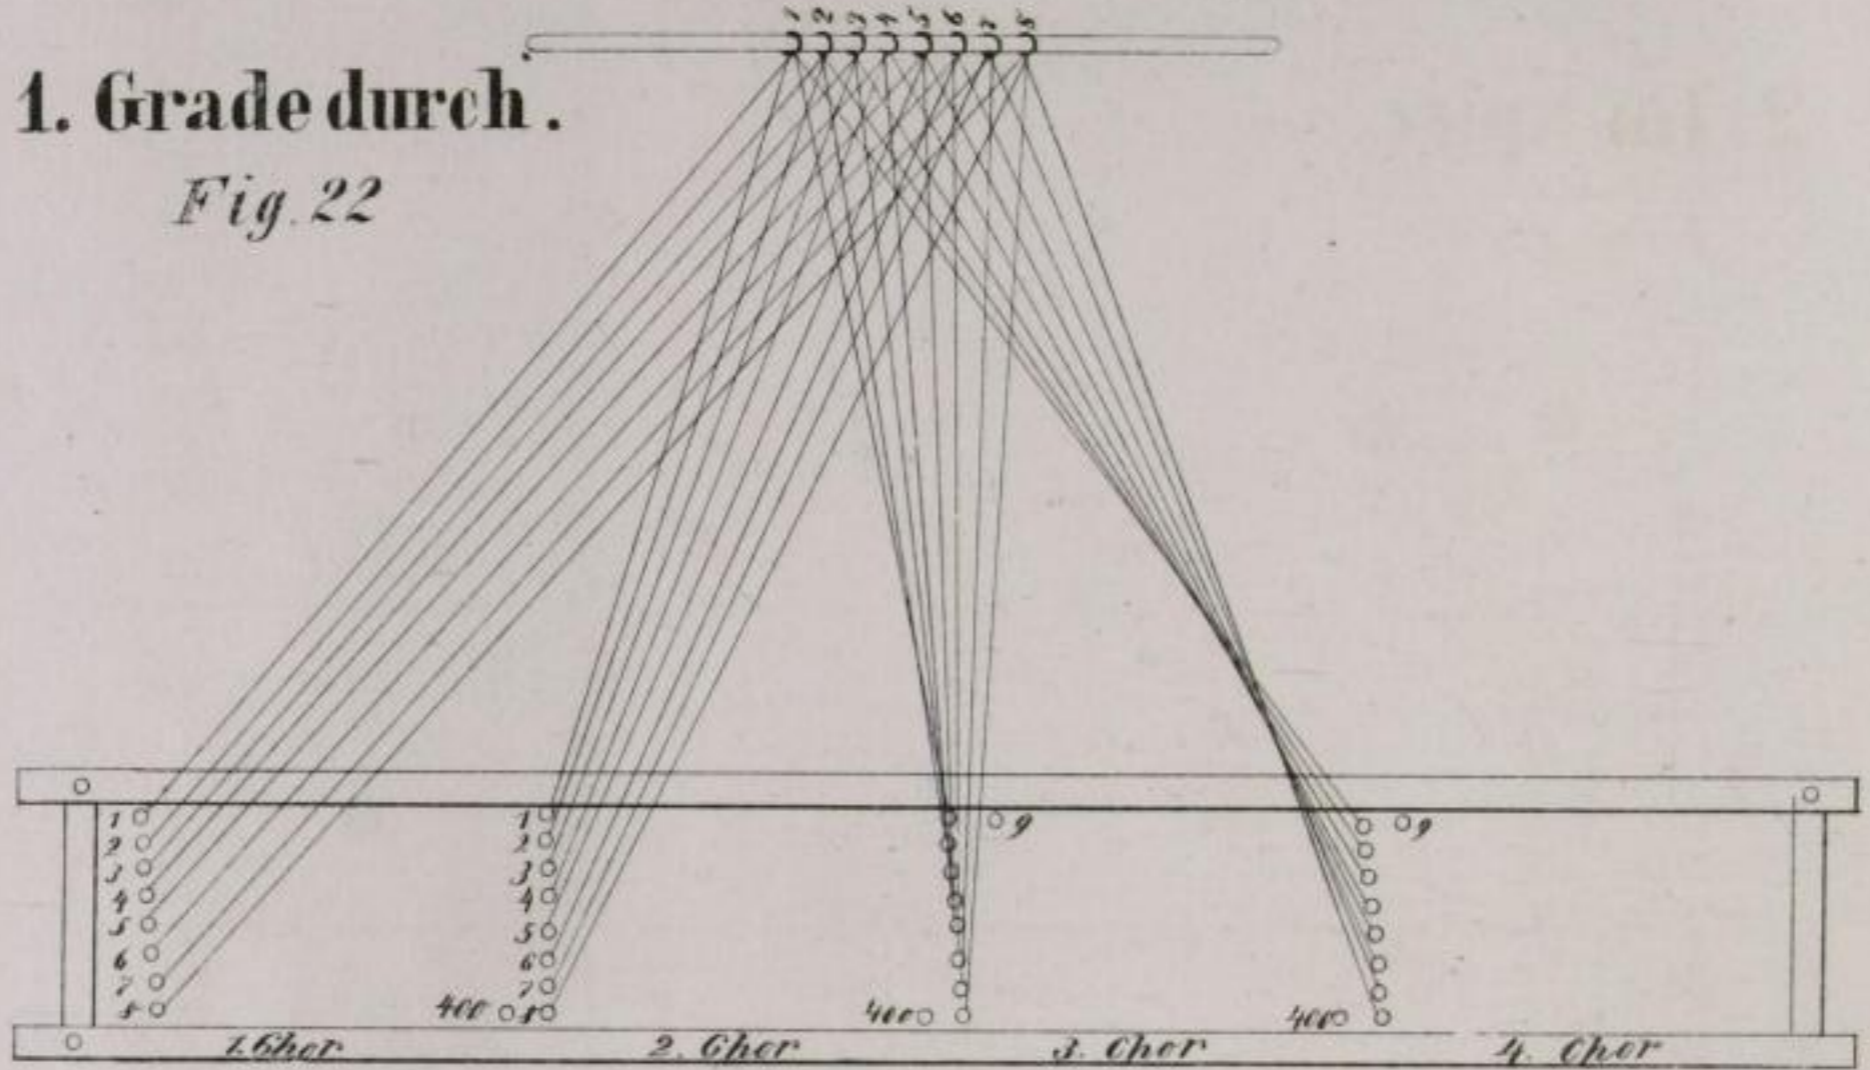 1 2 3 4 5 6 7 8
1. Grade durch.
Fig. 22
1 1 9 9
2 2
3 3
4 4
5 5
6 6
7 7
8 400 8 400 400
1. Chor 2. Chor 3. Chor 4. Chor